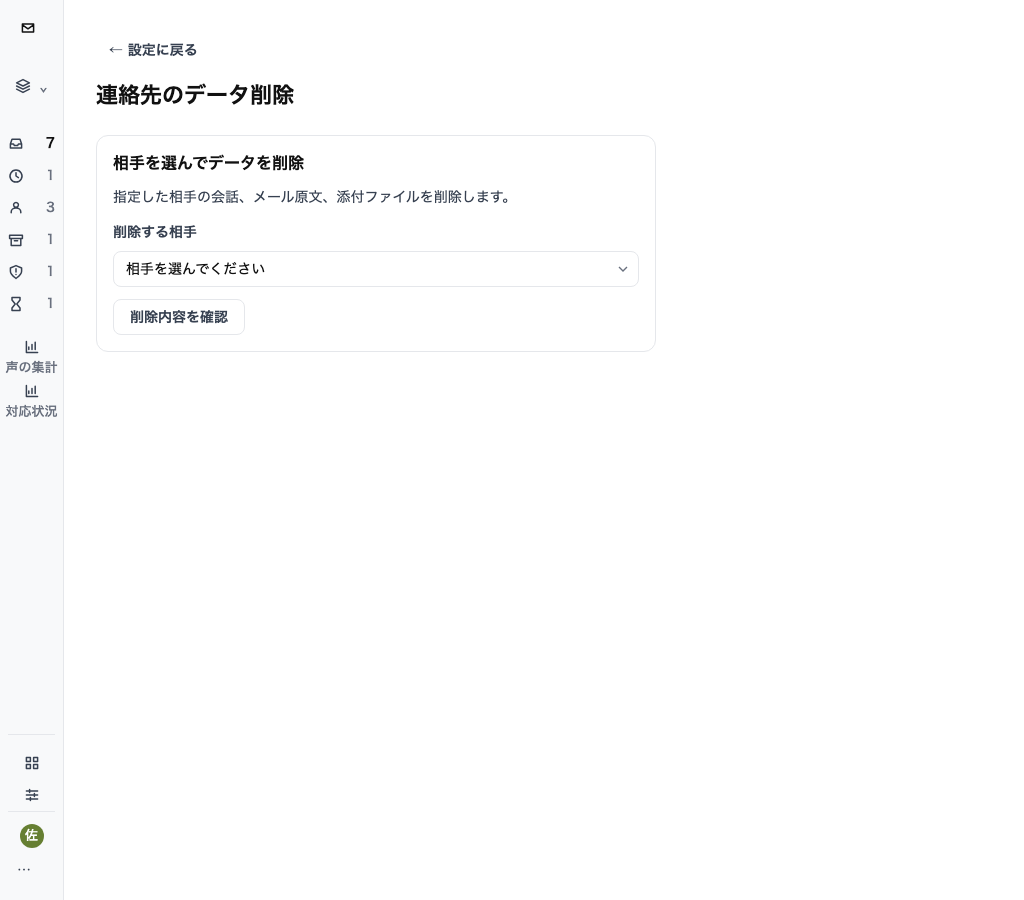 ← 設定に戻る
連絡先のデータ削除
相手を選んでデータを削除
指定した相手の会話、メール原文、添付ファイルを削除します。
削除する相手
相手を選んでください
削除内容を確認
7
1
3
1
1
1
声の集計
対応状況
佐
…